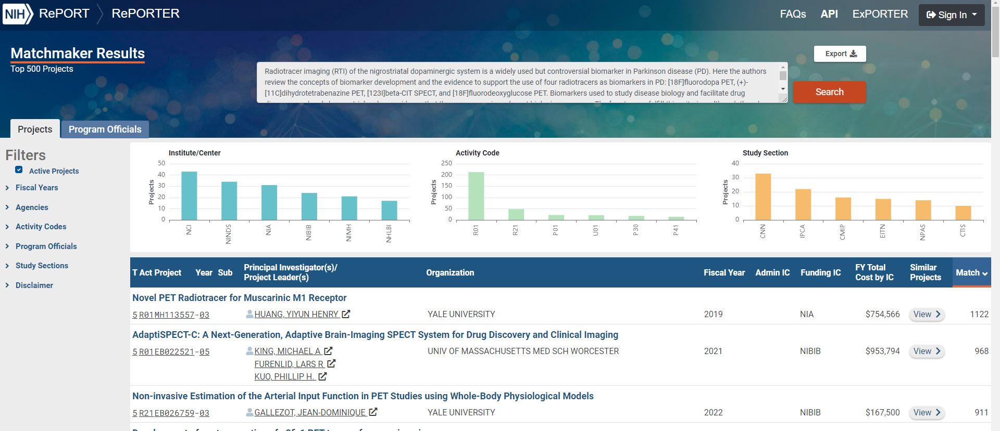 NIH RePORT RePORTER
FAQs API ExPORTER Sign In
Matchmaker Results
Top 500 Projects
Export
Radiotracer imaging (RTI) of the nigrostriatal dopaminergic system is a widely used but controversial biomarker in Parkinson disease (PD). Here the authors
review the concepts of biomarker development and the evidence to support the use of four radiotracers as biomarkers in PD: [18F]fluorodopa PET, (+)-
[11C]dihydrotetrabenazine PET, [123I]beta-CIT SPECT, and [18F]fluorodeoxyglucose PET. Biomarkers used to study disease biology and facilitate drug
Search
Projects Program Officials
Filters
Active Projects
Fiscal Years
Agencies
Activity Codes
Program Officials
Study Sections
Disclaimer
Institute/Center
Projects
50
40
30
20
10
0
NCI NINDS NIA NIBIB NIMH NHLBI
Activity Code
Projects
250
200
150
100
50
0
R01 R21 P01 U01 P30 P41
Study Section
Projects
40
30
20
10
0
CNN IPCA CMIP EITN NPAS CTIS
T Act Project Year Sub Principal Investigator(s)/ Project Leader(s) Organization Fiscal Year Admin IC Funding IC FY Total Cost by IC Similar Projects Match
Novel PET Radiotracer for Muscarinic M1 Receptor
5 R01MH113557-03 HUANG, YIYUN HENRY YALE UNIVERSITY 2019 NIA $754,566 View 1122
AdaptiSPECT-C: A Next-Generation, Adaptive Brain-Imaging SPECT System for Drug Discovery and Clinical Imaging
5 R01EB022521-05 KING, MICHAEL A UNIV OF MASSACHUSETTS MED SCH WORCESTER 2021 NIBIB $953,794 View 968
FURENLID, LARS R
KUO, PHILLIP H.
Non-invasive Estimation of the Arterial Input Function in PET Studies using Whole-Body Physiological Models
5 R21EB026759-03 GALLEZOT, JEAN-DOMINIQUE YALE UNIVERSITY 2022 NIBIB $167,500 View 911